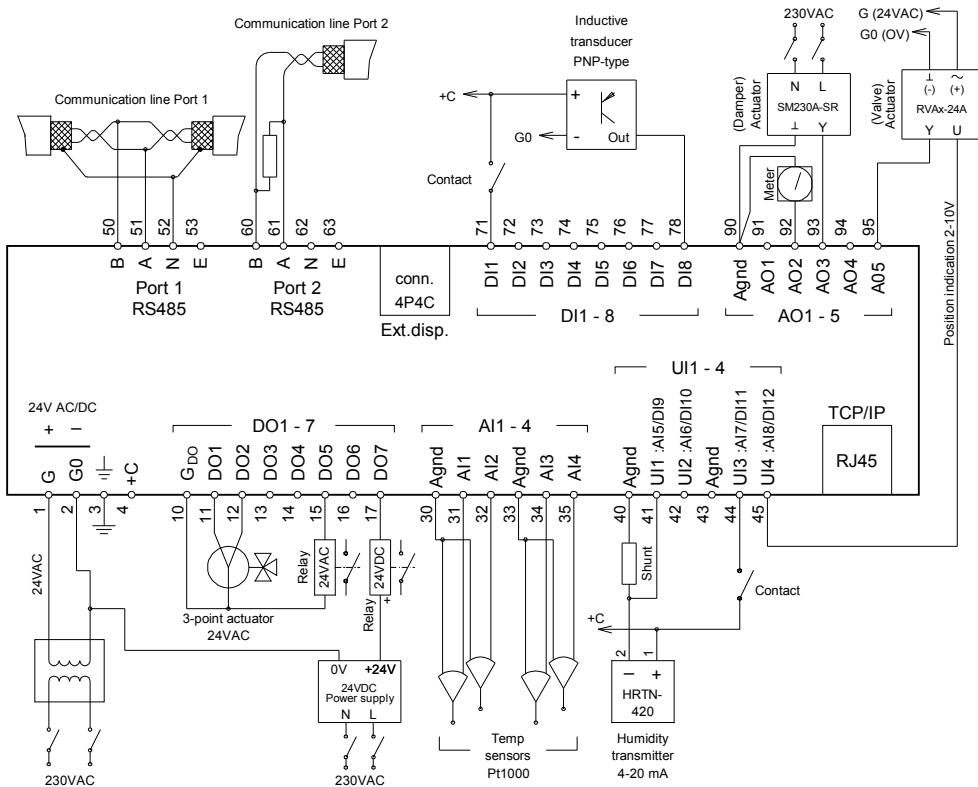 Communication line Port 2
Inductive
transducer
PNP-type
230VAC
G (24VAC)
G0 (OV)
Communication line Port 1
+C
+
-
Out
G0
N L
SM230A-SR
⊥ Y
(Damper)
Actuator
⊥ ~
(-) (+)
RVAx-24A
Y U
(Valve)
Actuator
Contact
Meter
Position indication 2-10V
50 51 52 53 60 61 62 63 71 72 73 74 75 76 77 78 90 91 92 93 94 95
B A N E B A N E
Port 1
RS485
Port 2
RS485
conn.
4P4C
Ext.disp.
DI1 DI2 DI3 DI4 DI5 DI6 DI7 DI8
DI1 - 8
Agnd AO1 AO2 AO3 AO4 A05
AO1 - 5
24V AC/DC
+ −
G G0 +C
DO1 - 7
GDO DO1 DO2 DO3 DO4 DO5 DO6 DO7
AI1 - 4
Agnd AI1 AI2 Agnd AI3 AI4
UI1 - 4
Agnd
UI1 :AI5/DI9
UI2 :AI6/DI10
Agnd
UI3 :AI7/DI11
UI4 :AI8/DI12
TCP/IP
RJ45
1 2 3 4 10 11 12 13 14 15 16 17 30 31 32 33 34 35 40 41 42 43 44 45
24VAC
3-point actuator
24VAC
Relay
24VAC
Relay
24VDC
+
0V +24V
24VDC
Power supply
N L
230VAC
230VAC
Temp
sensors
Pt1000
Shunt
+C
Contact
2 1
− +
HRTN-
420
Humidity
transmitter
4-20 mA